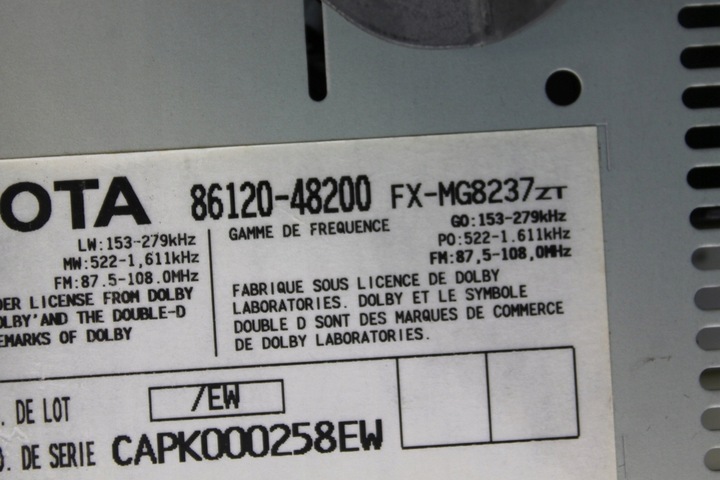 OTA 86120-48200 FX-MG8237ZT
LW:153-279kHz
MW:522-1,611kHz
FM:87.5-108.0MHz
DER LICENSE FROM DOLBY
OLBY' AND THE DOUBLE-D
EMARKS OF DOLBY
GAMME DE FREQUENCE
GO:153-279kHz
PO:522-1.611kHz
FM:87,5-108,0MHz
FABRIQUE SOUS LICENCE DE DOLBY
LABORATORIES. DOLBY ET LE SYMBOLE
DOUBLE D SONT DES MARQUES DE COMMERCE
DE DOLBY LABORATORIES.
. DE LOT /EW
. DE SERIE CAPK000258EW